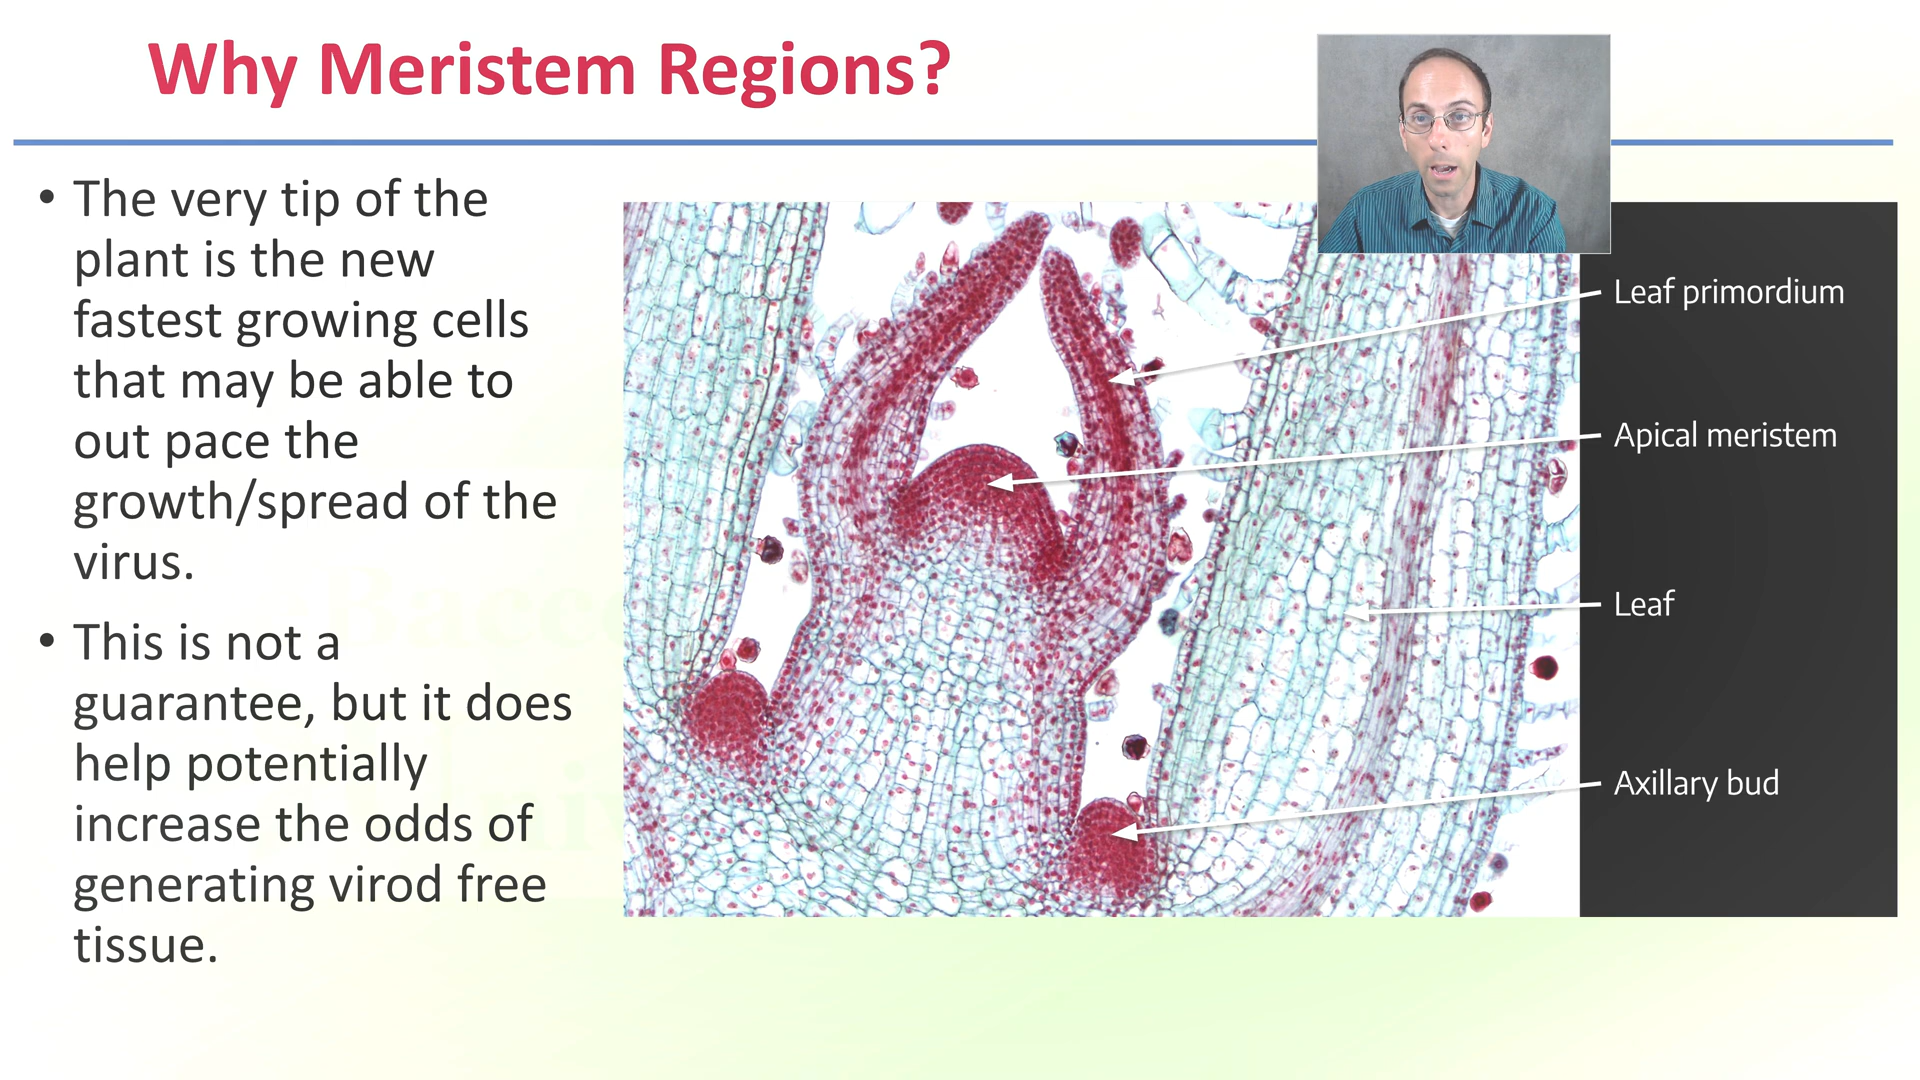 Why Meristem Regions?
• The very tip of the
plant is the new
fastest growing cells
that may be able to
out pace the
growth/spread of the
virus.
• This is not a
guarantee, but it does
help potentially
increase the odds of
generating virod free
tissue.
Leaf primordium
Apical meristem
Leaf
Axillary bud